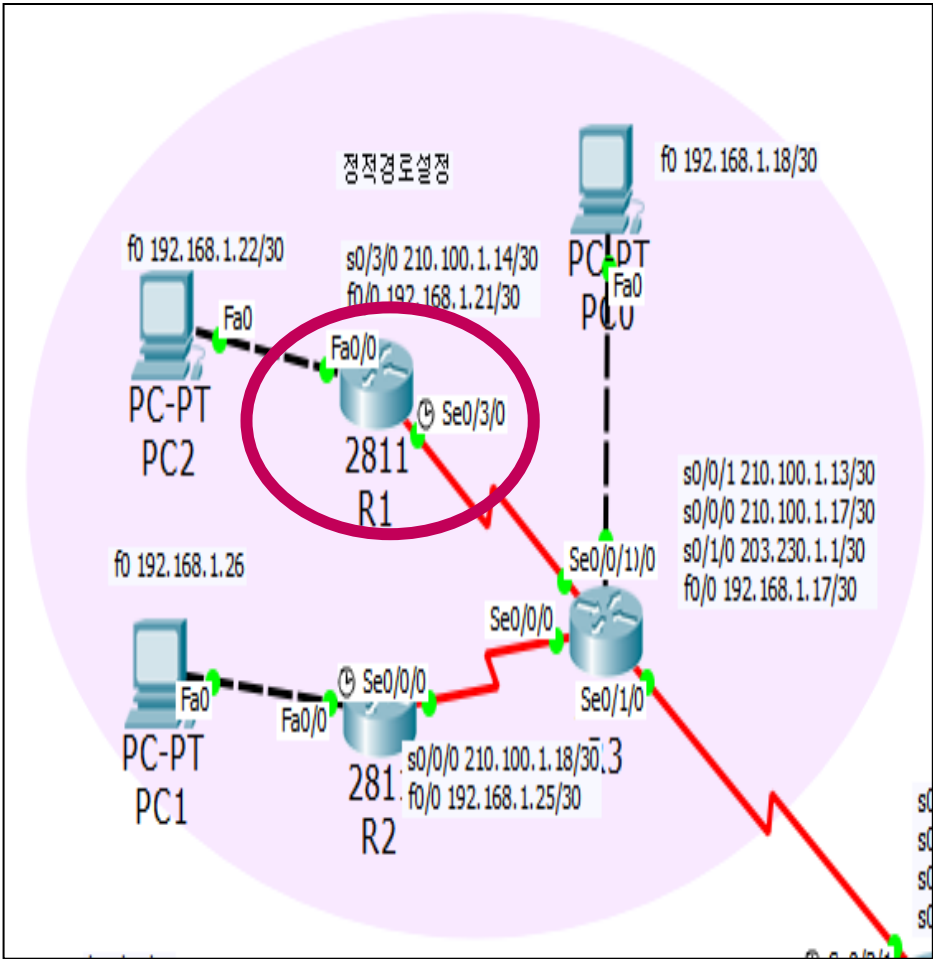 정적경로설정
f0 192.168.1.18/30
f0 192.168.1.22/30
s0/3/0 210.100.1.14/30
f0/0 192.168.1.21/30
PC-PT
Fa0
Fa0
Fa0/0
PC-PT
PC2
Se0/3/0
2811
R1
s0/0/1 210.100.1.13/30
s0/0/0 210.100.1.17/30
s0/1/0 203.230.1.1/30
f0/0 192.168.1.17/30
f0 192.168.1.26
Se0/0/1)/0
Se0/0/0
Se0/0/0
Fa0
Fa0/0
Se0/1/0
PC-PT
PC1
s0/0/0 210.100.1.18/30
f0/0 192.168.1.25/30
R2